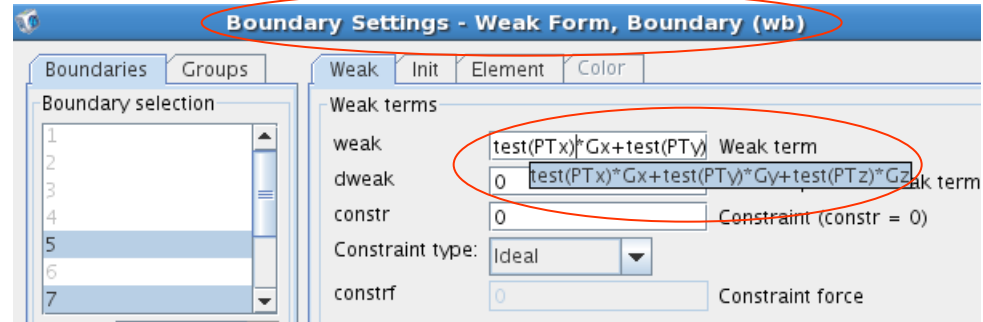 Boundary Settings - Weak Form, Boundary (wb)
Boundaries Groups
Boundary selection
1
2
3
4
5
6
7
Weak Init Element Color
Weak terms
weak test(PTx)*Gx+test(PTy) Weak term
test(PTx)*Gx+test(PTy)*Gy+test(PTz)*Gz
dweak 0 ak term
constr 0 Constraint (constr = 0)
Constraint type: Ideal
constrf 0 Constraint force